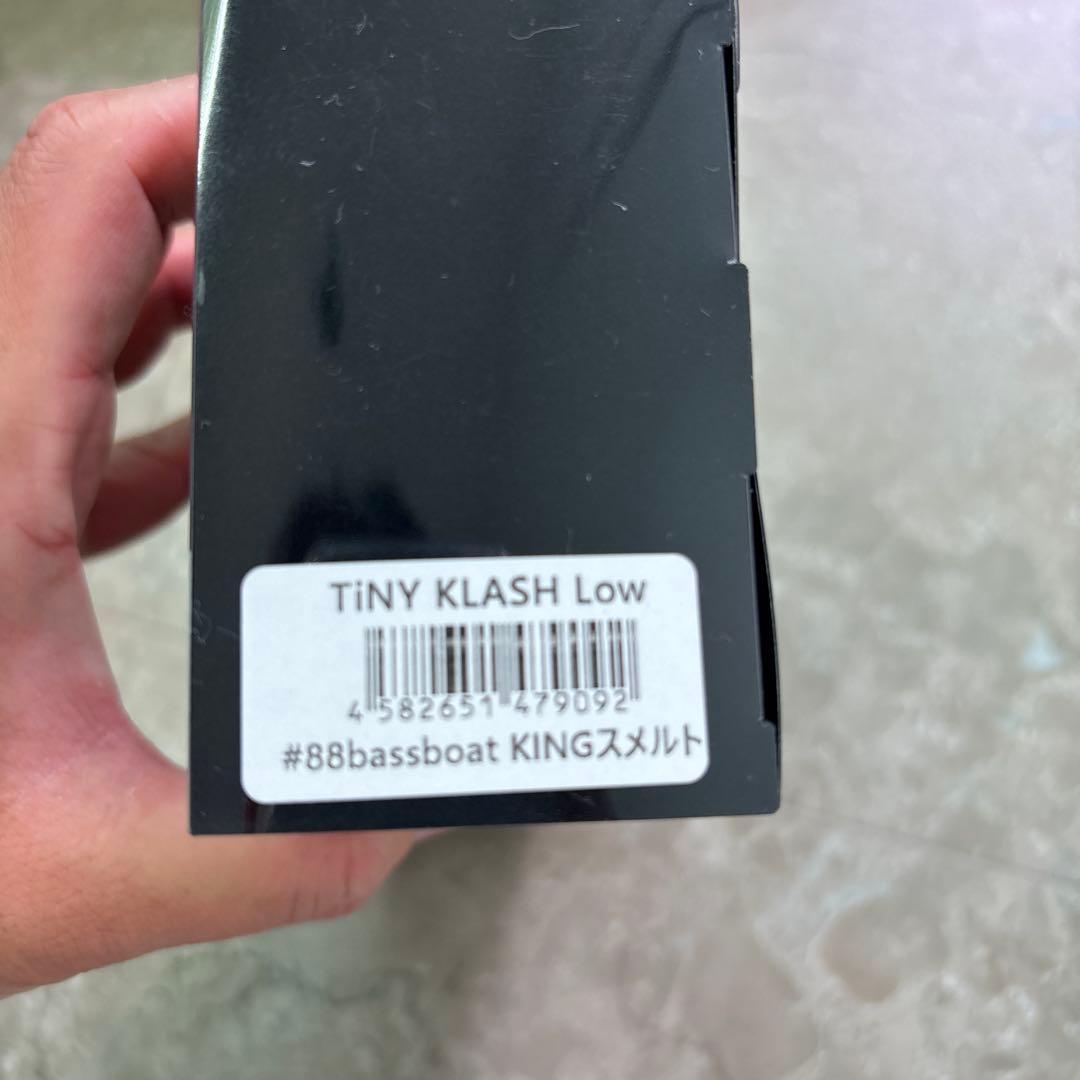 TiNY KLASH Low
4 582651 479092
#88bassboat KINGスメルト